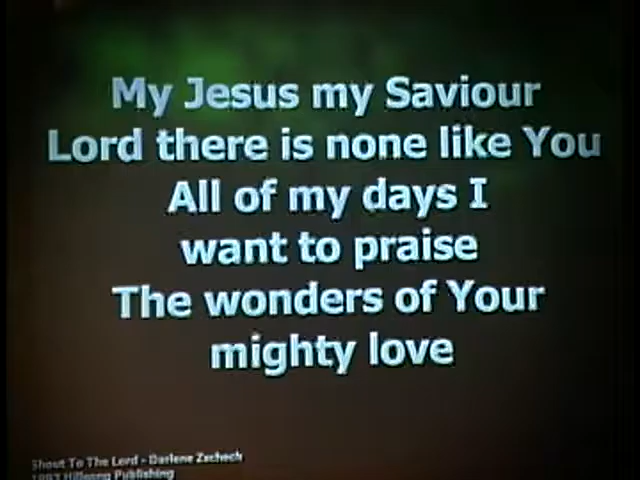 My Jesus my Saviour
Lord there is none like You
All of my days I
want to praise
The wonders of Your
mighty love
Shout To The Lord - Darlene Zschech
1993 Hillsong Publishing